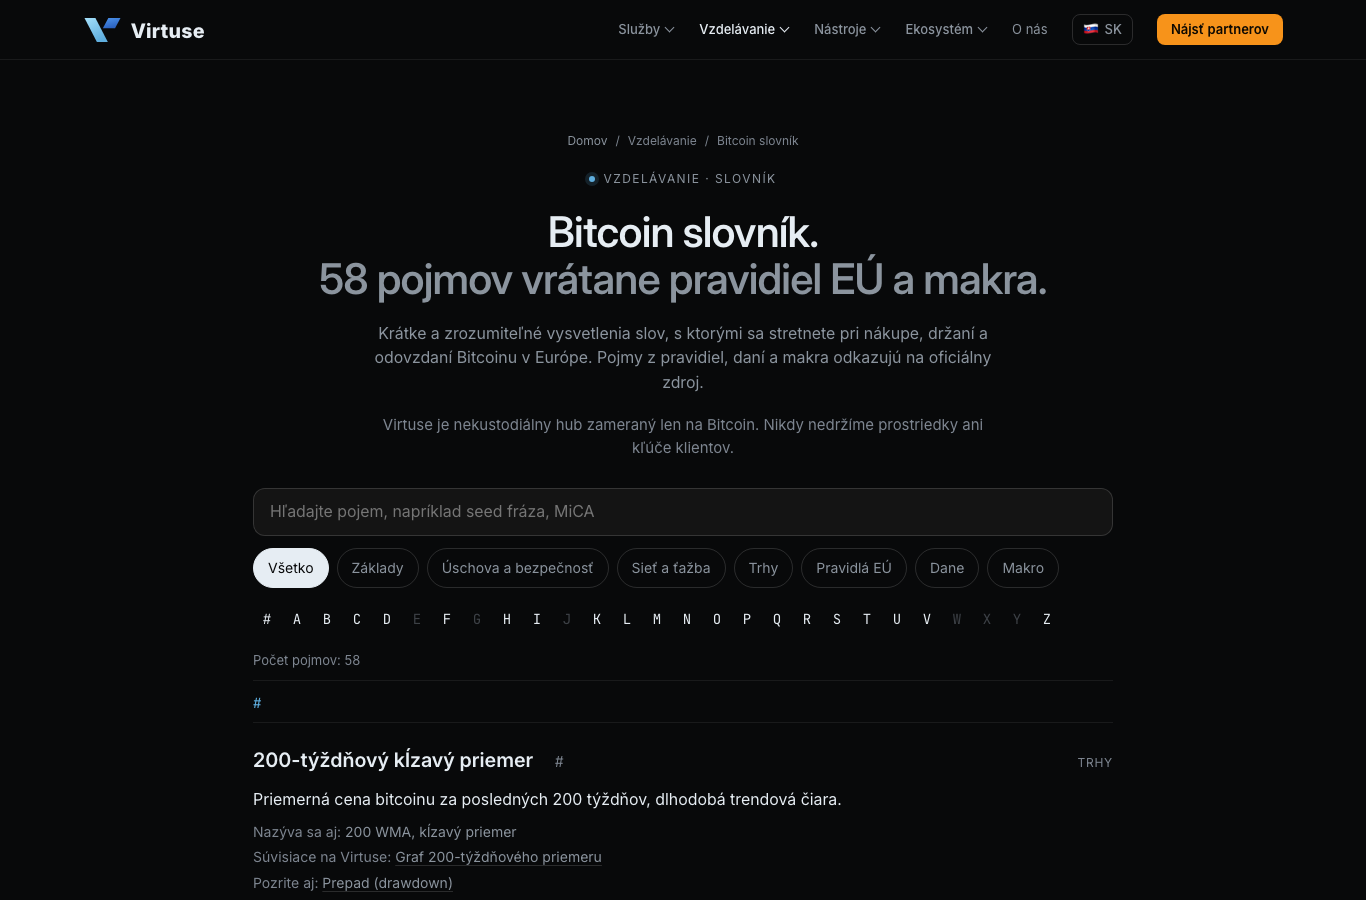 Virtuse
Služby Vzdelávanie Nástroje Ekosystém O nás SK Nájsť partnerov
Domov / Vzdelávanie / Bitcoin slovník
VZDELÁVANIE · SLOVNÍK
Bitcoin slovník.
58 pojmov vrátane pravidiel EÚ a makra.
Krátke a zrozumiteľné vysvetlenia slov, s ktorými sa stretnete pri nákupe, držaní a
odovzdaní Bitcoinu v Európe. Pojmy z pravidiel, daní a makra odkazujú na oficiálny
zdroj.
Virtuse je nekustodiálny hub zameraný len na Bitcoin. Nikdy nedržíme prostriedky ani
kľúče klientov.
Hľadajte pojem, napríklad seed fráza, MiCA
Všetko Základy Úschova a bezpečnosť Sieť a ťažba Trhy Pravidlá EÚ Dane Makro
# A B C D E F G H I J K L M N O P Q R S T U V W X Y Z
Počet pojmov: 58
#
200-týždňový kĺzavý priemer # TRHY
Priemerná cena bitcoinu za posledných 200 týždňov, dlhodobá trendová čiara.
Nazýva sa aj: 200 WMA, kĺzavý priemer
Súvisiace na Virtuse: Graf 200-týždňového priemeru
Pozrite aj: Prepad (drawdown)